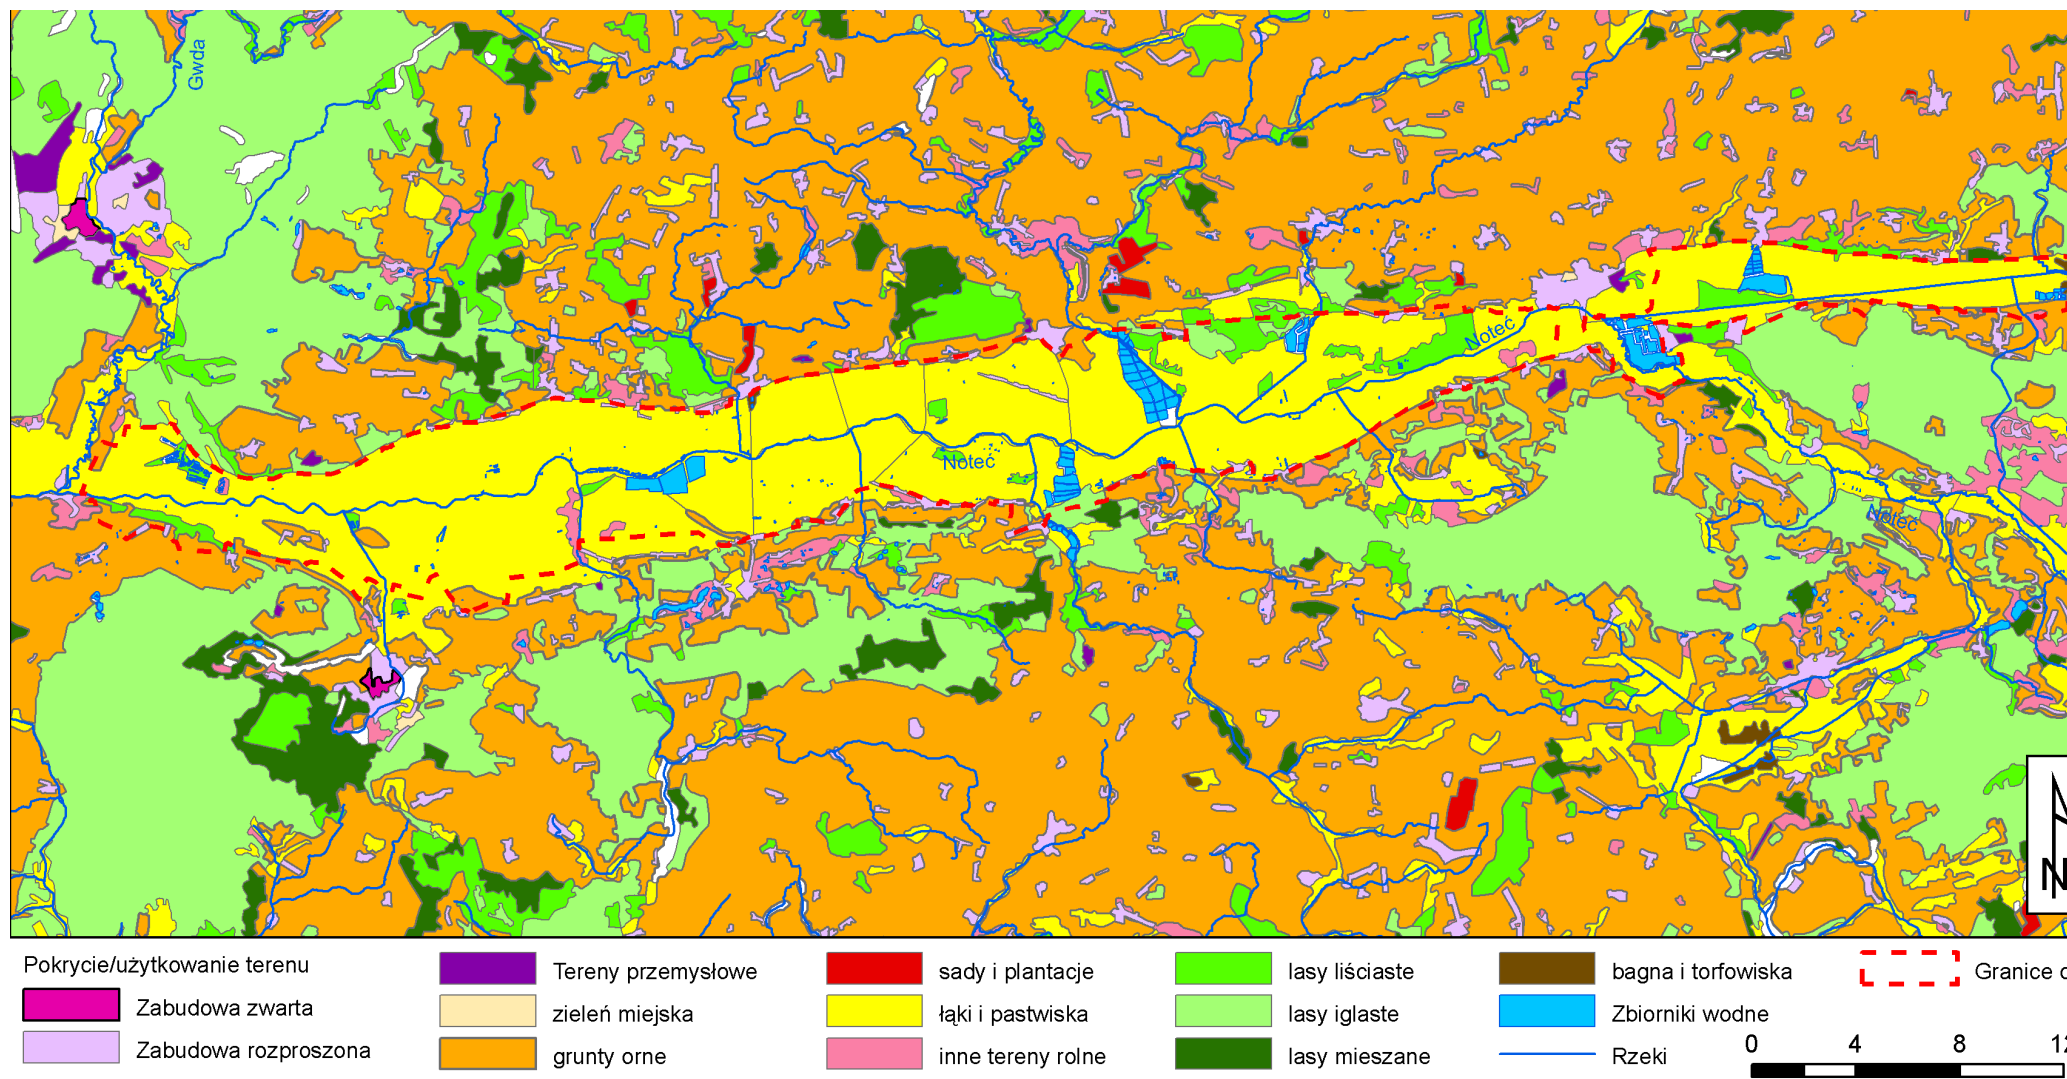 Gwda
Noteć
Noteć
Noteć
N
Pokrycie/użytkowanie terenu
Zabudowa zwarta
Zabudowa rozproszona
Tereny przemysłowe
zieleń miejska
grunty orne
sady i plantacje
łąki i pastwiska
inne tereny rolne
lasy liściaste
lasy iglaste
lasy mieszane
bagna i torfowiska
Zbiorniki wodne
Rzeki
Granice
0 4 8 12